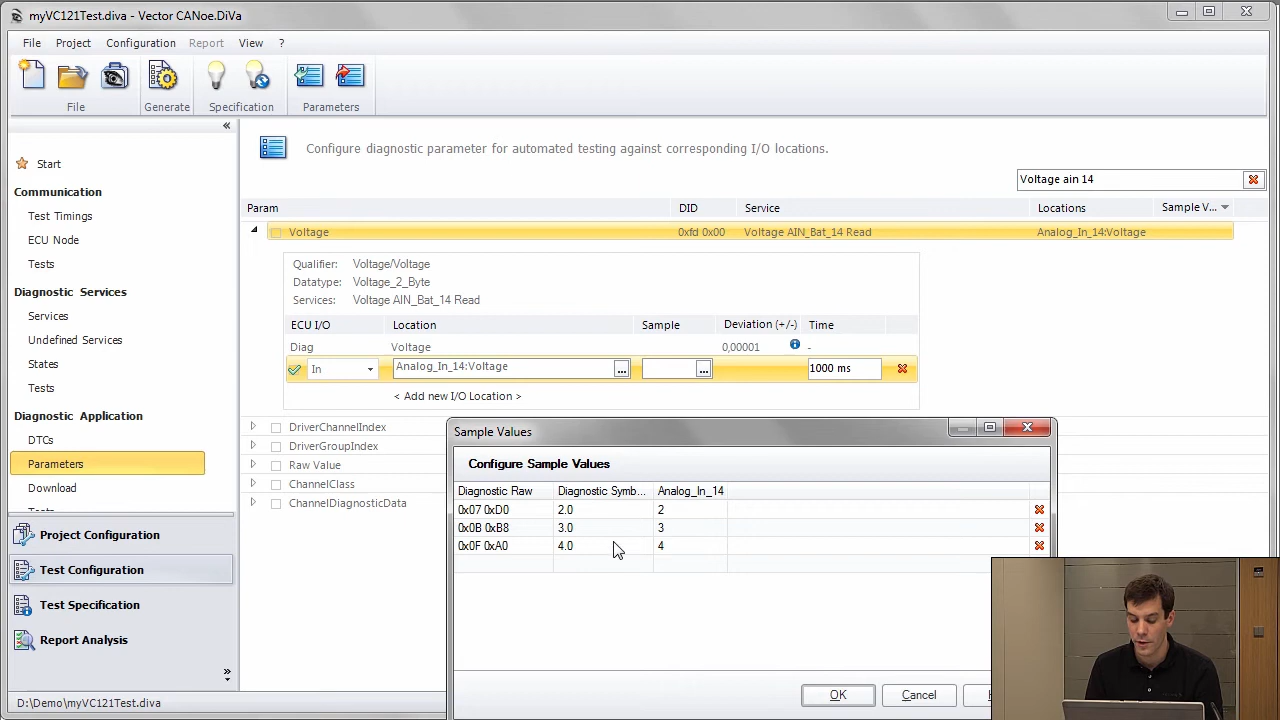 myVC121Test.diva - Vector CANoe.DiVa
File Project Configuration Report View ?
File Generate Specification Parameters
«
Start
Communication
Test Timings
ECU Node
Tests
Diagnostic Services
Services
Undefined Services
States
Tests
Diagnostic Application
DTCs
Parameters
Download
Project Configuration
Test Configuration
Test Specification
Report Analysis
»
D:\Demo\myVC121Test.diva
Configure diagnostic parameter for automated testing against corresponding I/O locations.
Voltage ain 14
Param DID Service Locations Sample V...
Voltage 0xfd 0x00 Voltage AIN_Bat_14 Read Analog_In_14:Voltage
Qualifier: Voltage/Voltage
Datatype: Voltage_2_Byte
Services: Voltage AIN_Bat_14 Read
ECU I/O Location Sample Deviation (+/-) Time
Diag Voltage 0,00001 -
In Analog_In_14:Voltage ... ... 1000 ms
< Add new I/O Location >
DriverChannelIndex
DriverGroupIndex
Raw Value
ChannelClass
ChannelDiagnosticData
Sample Values
Configure Sample Values
Diagnostic Raw Diagnostic Symb... Analog_In_14
0x07 0xD0 2.0 2
0x0B 0xB8 3.0 3
0x0F 0xA0 4.0 4
OK Cancel